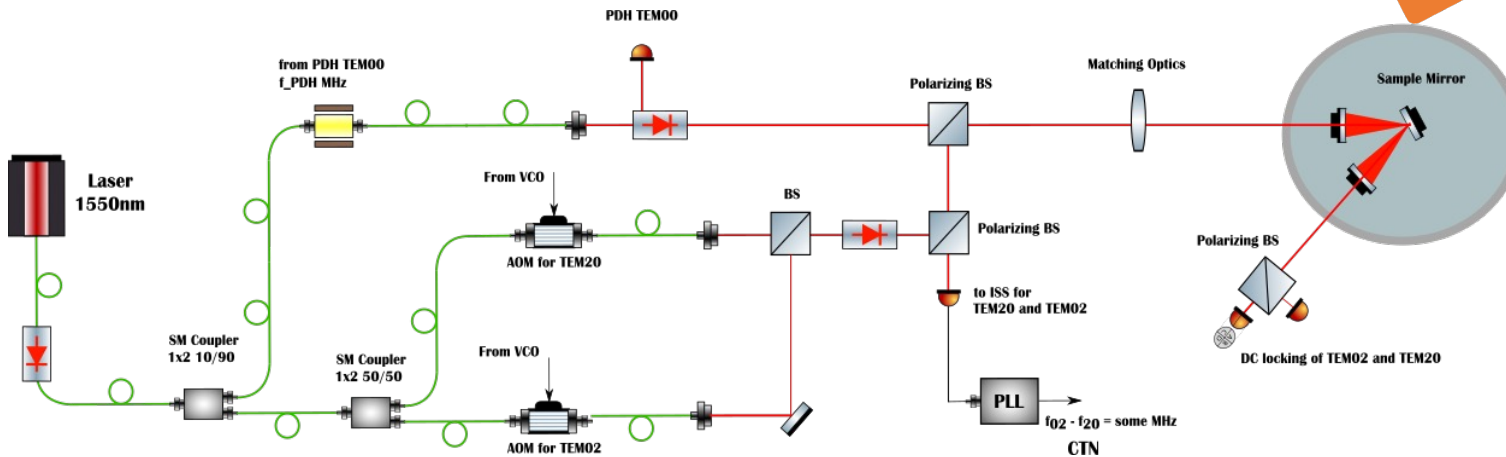 PDH TEM00
from PDH TEM00
f_PDH MHz
Matching Optics
Polarizing BS
Sample Mirror
Laser
1550nm
From VCO
BS
AOM for TEM20
Polarizing BS
Polarizing BS
to ISS for
TEM20 and TEM02
SM Coupler
1x2 10/90
SM Coupler
1x2 50/50
From VCO
DC locking of TEM02 and TEM20
PLL
f02 - f20 = some MHz
AOM for TEM02
CTN